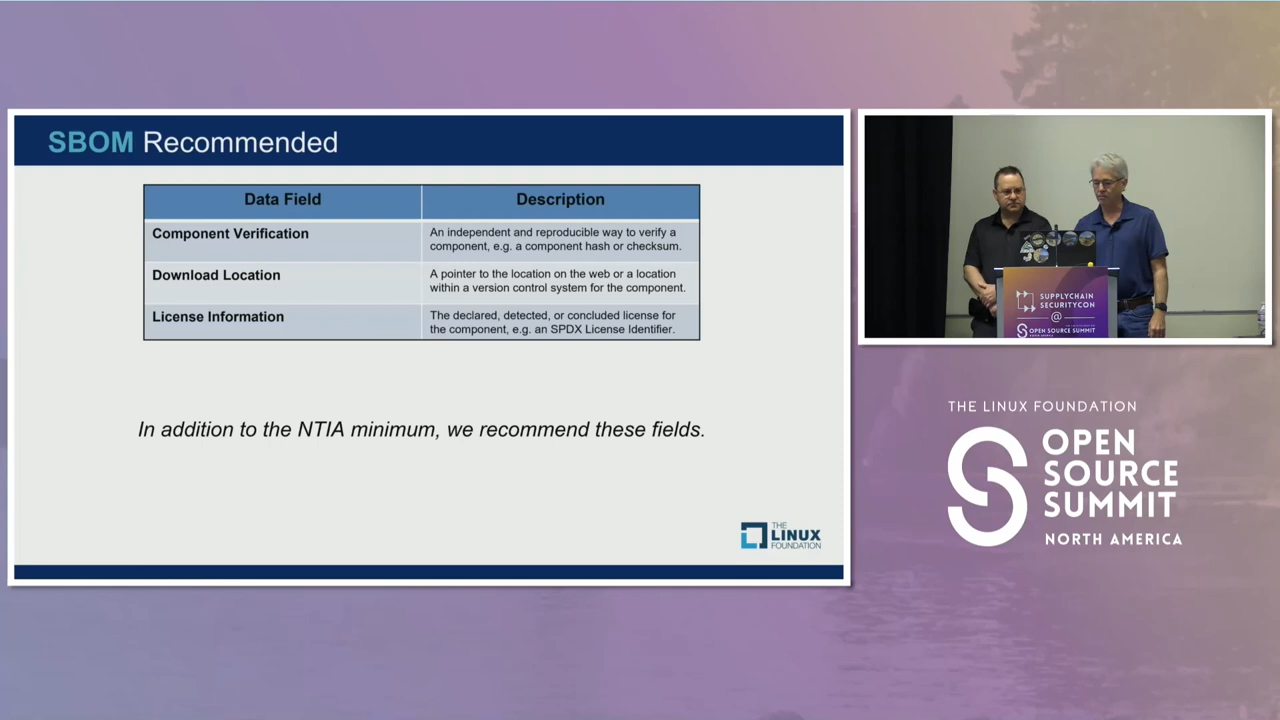 SBOM Recommended
Data Field
Description
Component Verification
An independent and reproducible way to verify a
component, e.g. a component hash or checksum.
Download Location
A pointer to the location on the web or a location
within a version control system for the component.
License Information
The declared, detected, or concluded license for
the component, e.g. an SPDX License Identifier.
In addition to the NTIA minimum, we recommend these fields.
THE
LINUX
FOUNDATION
SUPPLYCHAIN
SECURITYCON
@
OPEN SOURCE SUMMIT
THE LINUX FOUNDATION
OPEN
SOURCE
SUMMIT
NORTH AMERICA